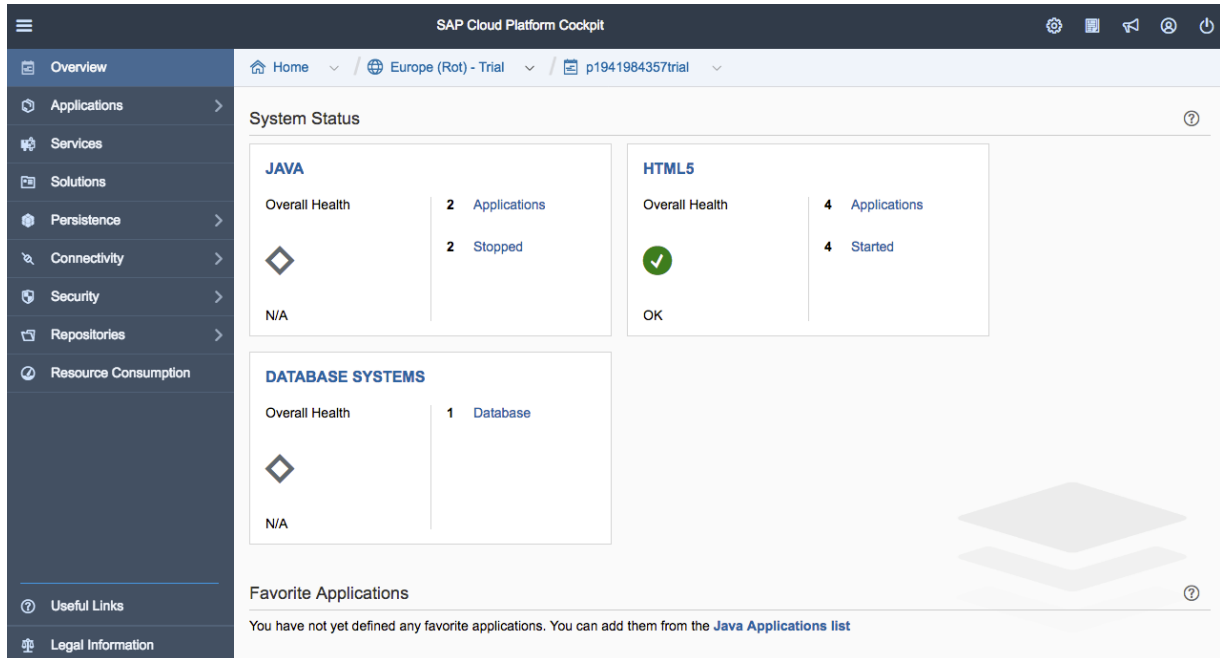 SAP Cloud Platform Cockpit
Overview
Applications
Services
Solutions
Persistence
Connectivity
Security
Repositories
Resource Consumption
Useful Links
Legal Information
Home / Europe (Rot) - Trial / p1941984357trial
System Status
JAVA
Overall Health
N/A
2 Applications
2 Stopped
HTML5
Overall Health
OK
4 Applications
4 Started
DATABASE SYSTEMS
Overall Health
N/A
1 Database
Favorite Applications
You have not yet defined any favorite applications. You can add them from the Java Applications list